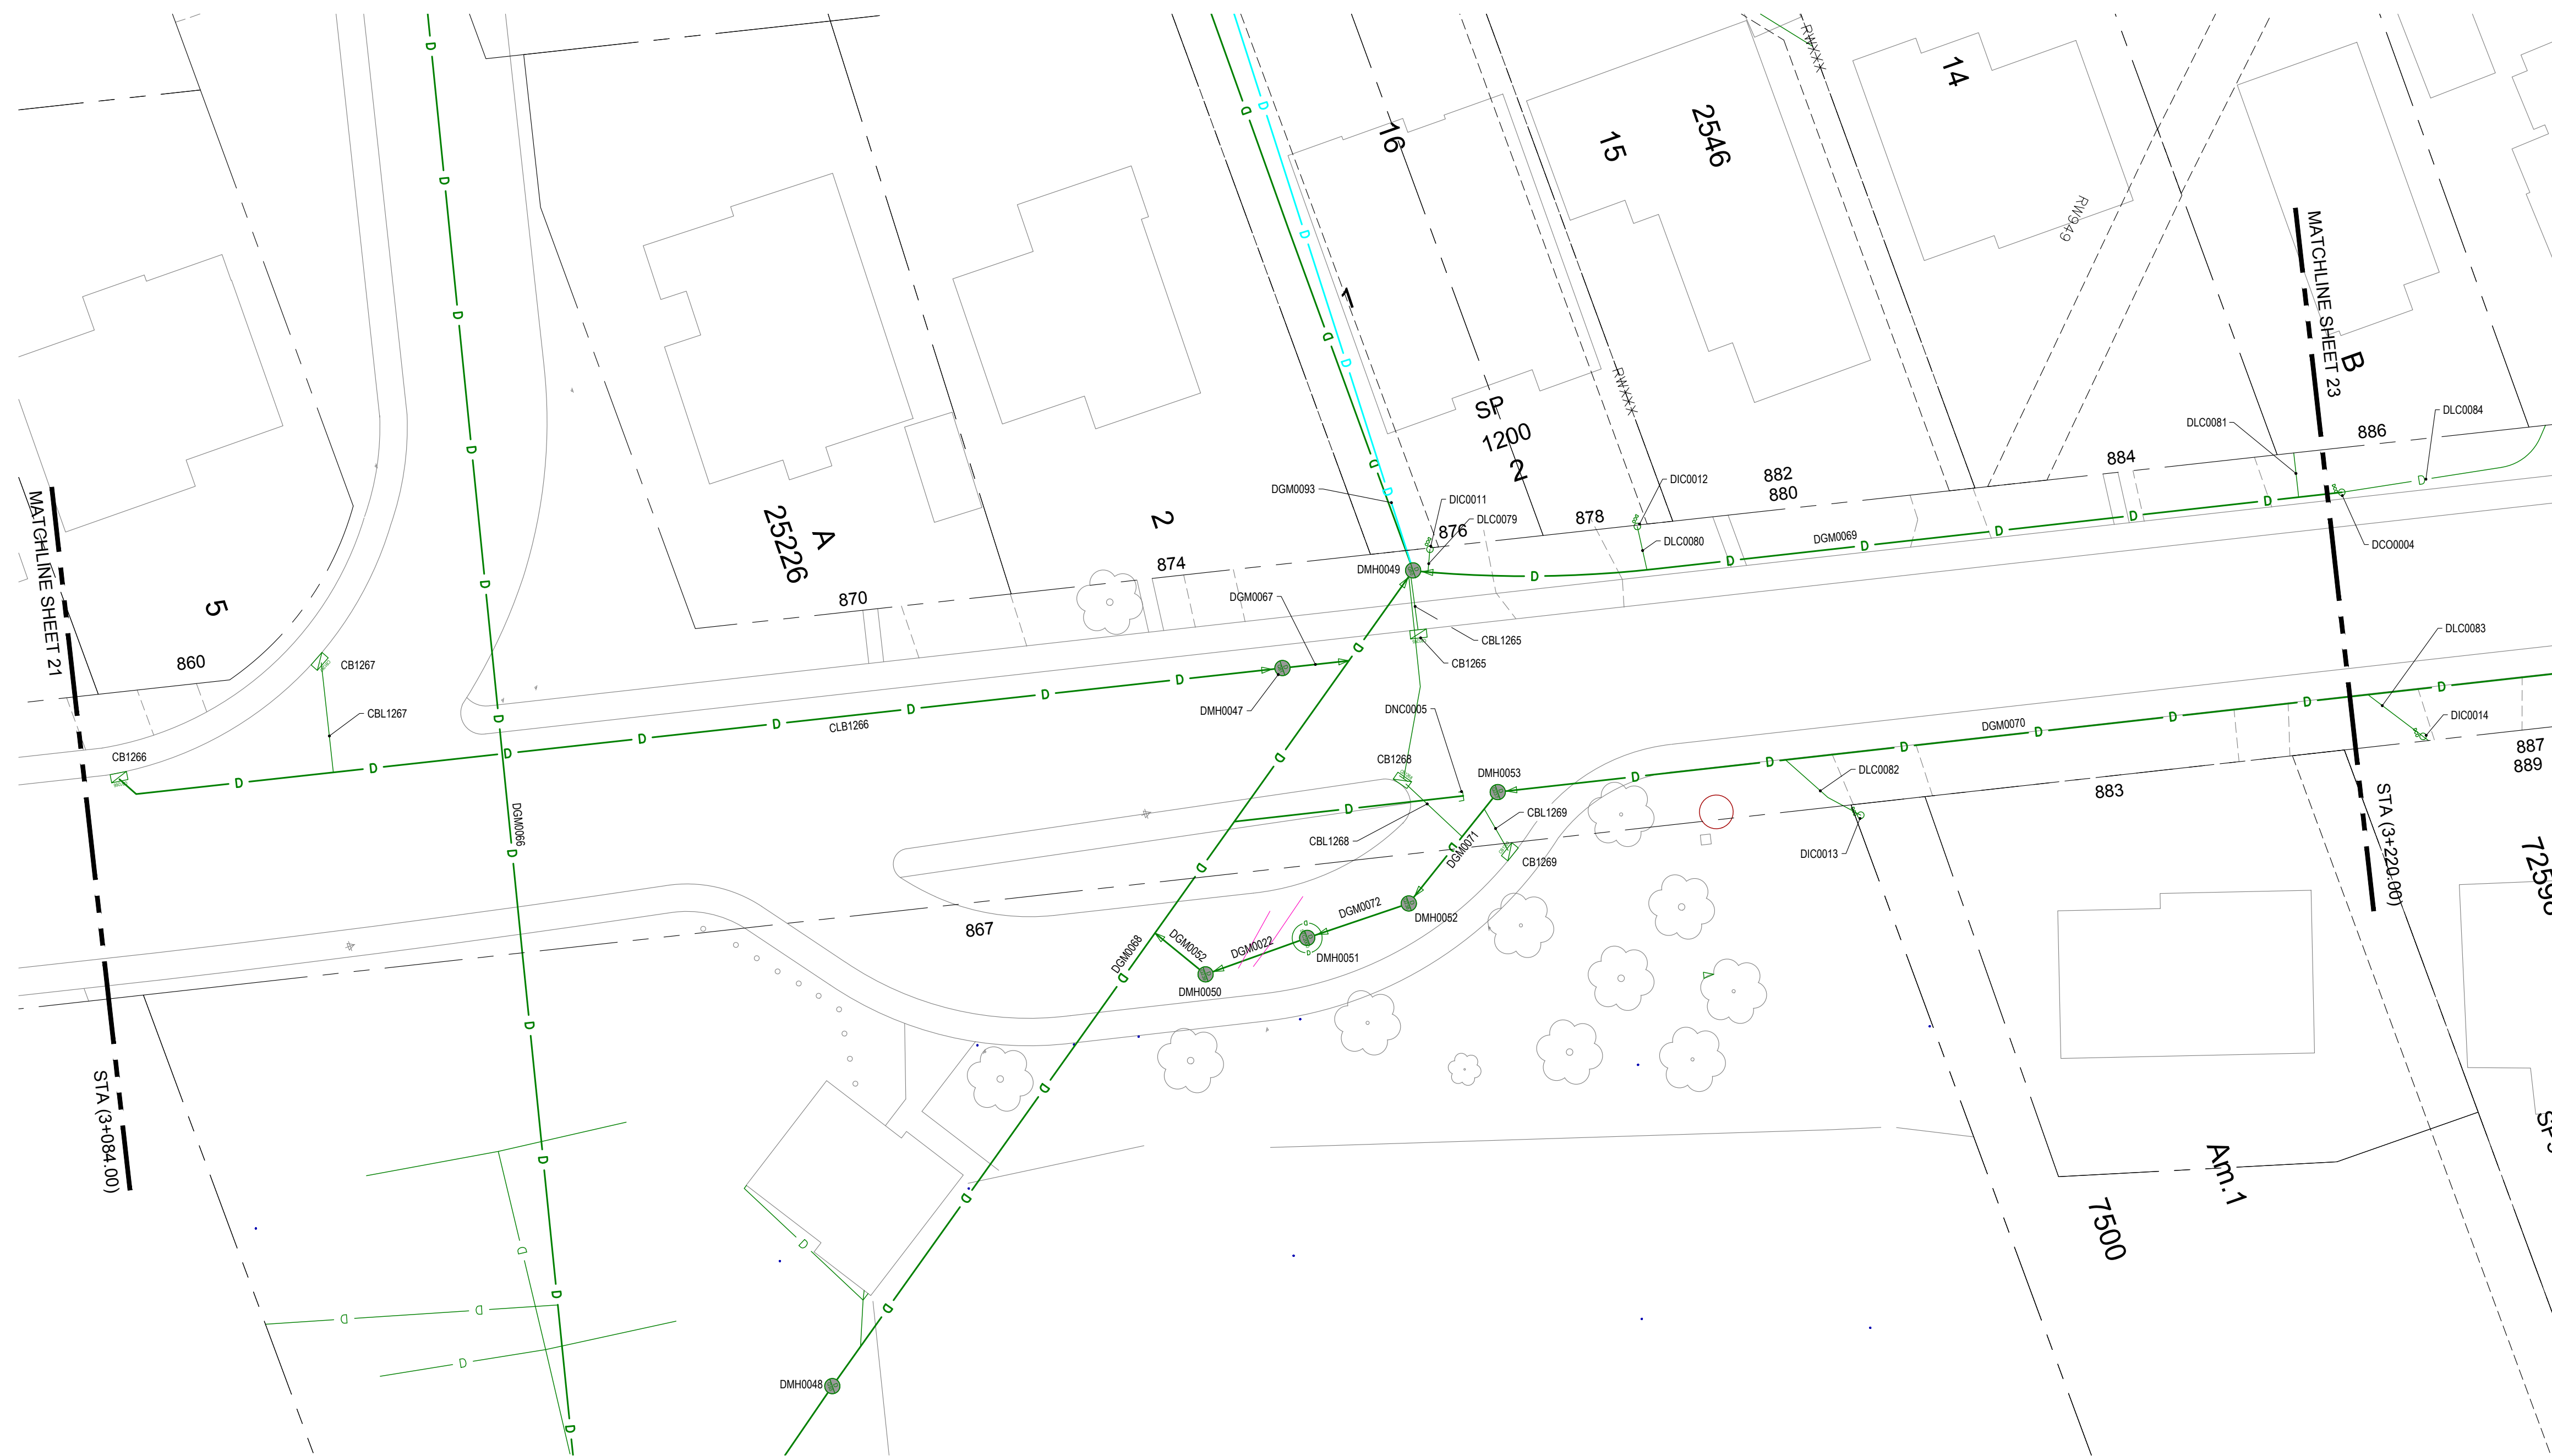 RWXXX
14
2546
15
16
RW949
MATCHLINE SHEET 23
1
B
SP
1200
2
DLC0084
DLC0081
886
884
882
880
878
876
DIC0012
DIC0011
DLC0079
DLC0080
DGM0093
DGM0069
DCO0004
RWXXX
MATCHLINE SHEET 21
5
A
25226
2
874
870
860
DMH0049
DGM0067
CBL1265
CB1265
CB1267
CBL1267
CB1266
DMH0047
CLB1266
DNC0005
CB1268
DMH0053
DGM0070
DLC0083
DIC0014
887
889
DLC0082
883
DIC0013
STA (3+220.00)
72596
DGM0066
CBL1268
CBL1269
CB1269
DGM0071
DMH0052
DGM0072
DMH0051
DGM0022
DGM0052
DMH0050
DGM0068
867
STA (3+084.00)
Am.1
7500
DMH0048